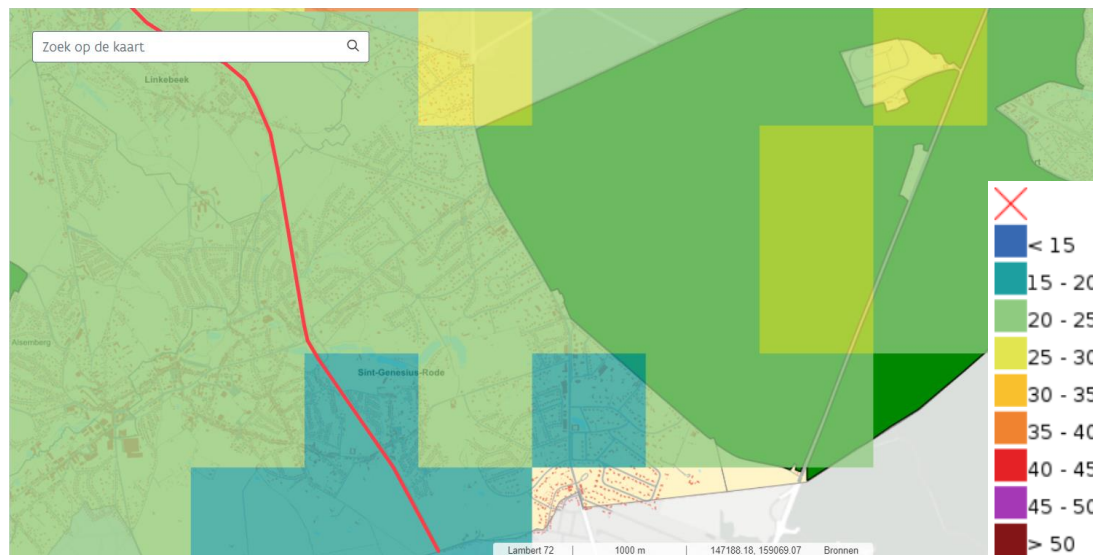 Zoek op de kaart
Linkebeek
< 15
15 - 20
20 - 25
25 - 30
30 - 35
35 - 40
40 - 45
45 - 50
> 50
Alsemberg
Sint-Genesius-Rode
Lambert 72 | 1000 m | 147188.18, 159069.07 Bronnen